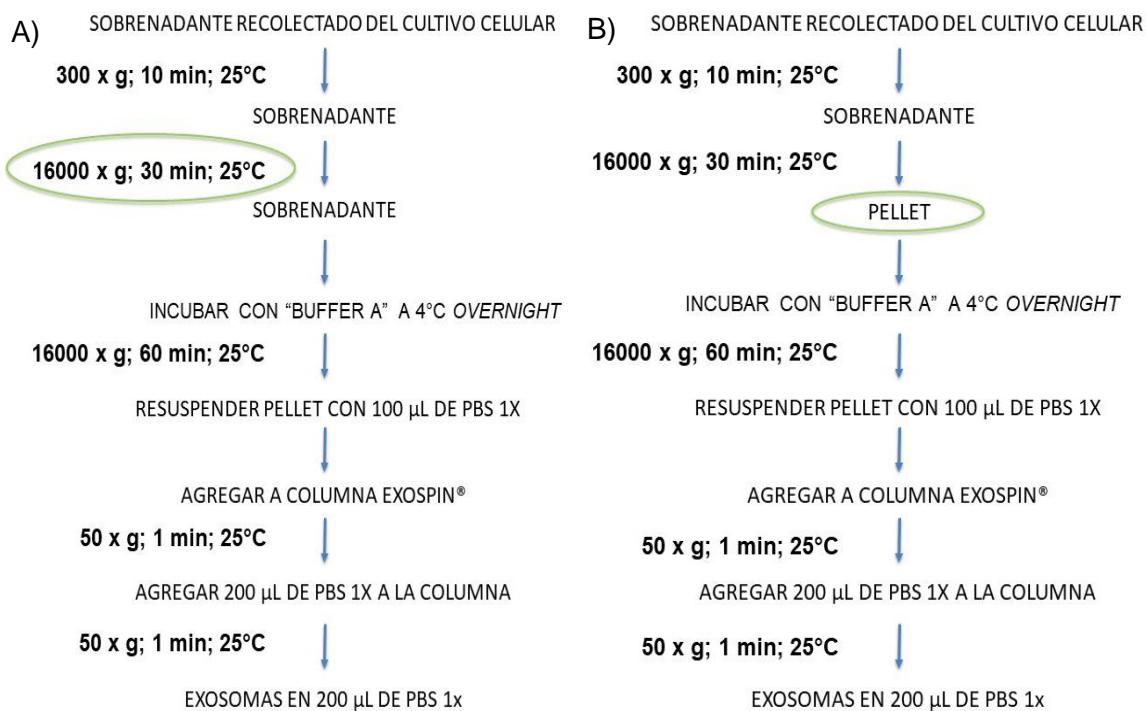 A)
SOBRENADANTE RECOLECTADO DEL CULTIVO CELULAR
300 x g; 10 min; 25°C
SOBRENADANTE
16000 x g; 30 min; 25°C
SOBRENADANTE
INCUBAR CON “BUFFER A” A 4°C OVERNIGHT
16000 x g; 60 min; 25°C
RESUSPENDER PELLET CON 100 µL DE PBS 1X
AGREGAR A COLUMNA EXOSPIN®
50 x g; 1 min; 25°C
AGREGAR 200 µL DE PBS 1X A LA COLUMNA
50 x g; 1 min; 25°C
EXOSOMAS EN 200 µL DE PBS 1x
B)
SOBRENADANTE RECOLECTADO DEL CULTIVO CELULAR
300 x g; 10 min; 25°C
SOBRENADANTE
16000 x g; 30 min; 25°C
PELLET
INCUBAR CON “BUFFER A” A 4°C OVERNIGHT
16000 x g; 60 min; 25°C
RESUSPENDER PELLET CON 100 µL DE PBS 1X
AGREGAR A COLUMNA EXOSPIN®
50 x g; 1 min; 25°C
AGREGAR 200 µL DE PBS 1X A LA COLUMNA
50 x g; 1 min; 25°C
EXOSOMAS EN 200 µL DE PBS 1x